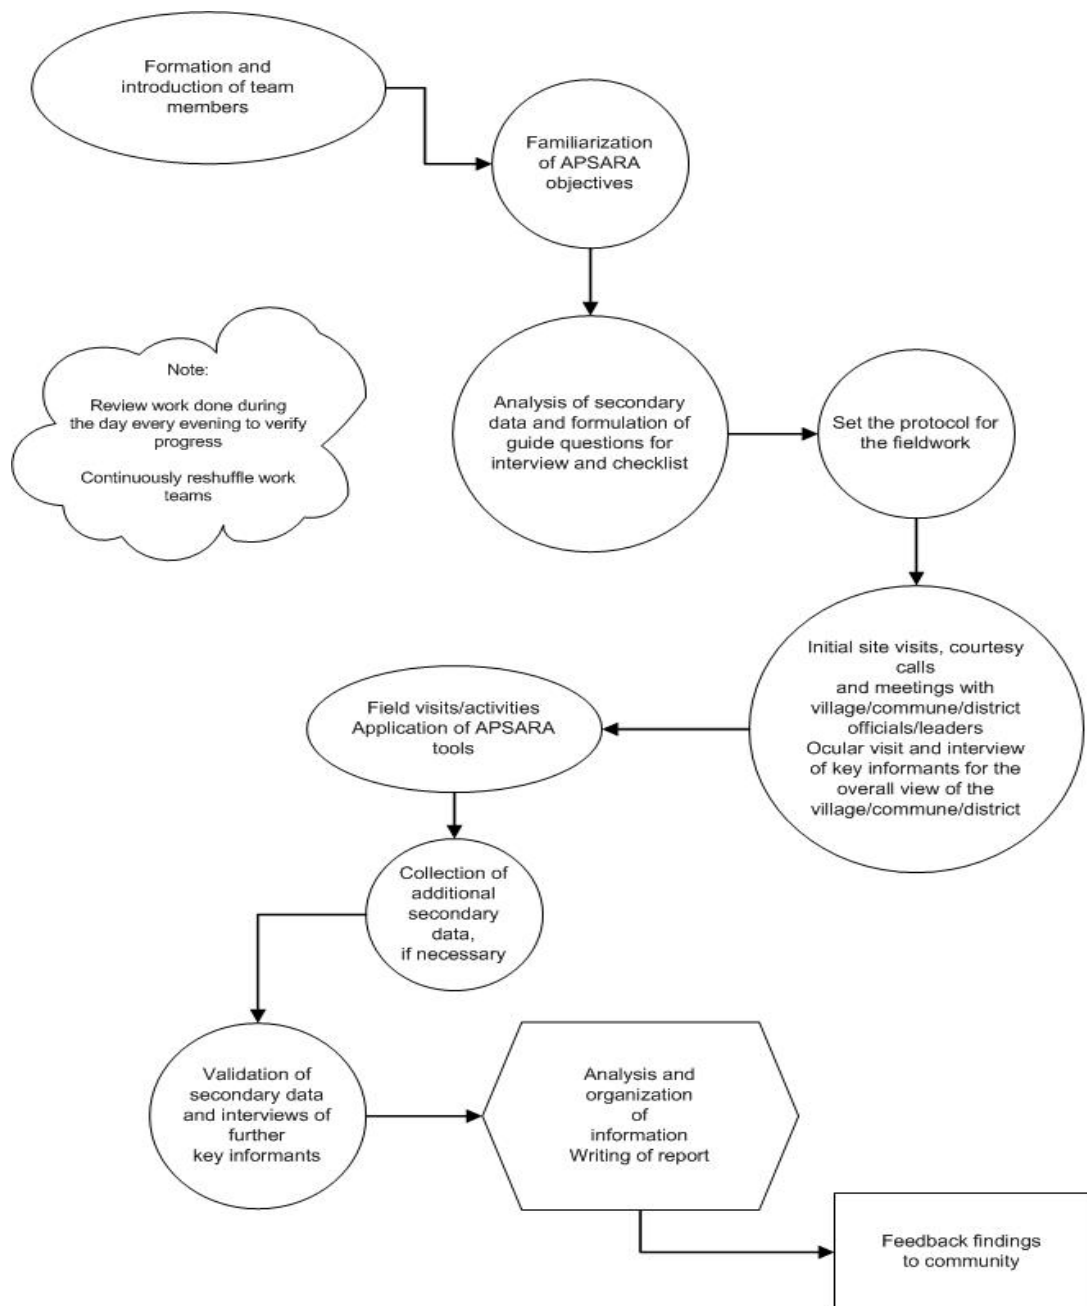 Formation and
introduction of team
members
Familiarization
of APSARA
objectives
Note:
Review work done during
the day every evening to verify
progress
Continuously reshuffle work
teams
Analysis of secondary
data and formulation of
guide questions for
interview and checklist
Set the protocol for
the fieldwork
Initial site visits, courtesy
calls
and meetings with
village/commune/district
officials/leaders
Ocular visit and interview
of key informants for the
overall view of the
village/commune/district
Field visits/activities
Application of APSARA
tools
Collection of
additional
secondary
data,
if necessary
Validation of
secondary data
and interviews of
further
key informants
Analysis and
organization
of
information
Writing of report
Feedback findings
to community